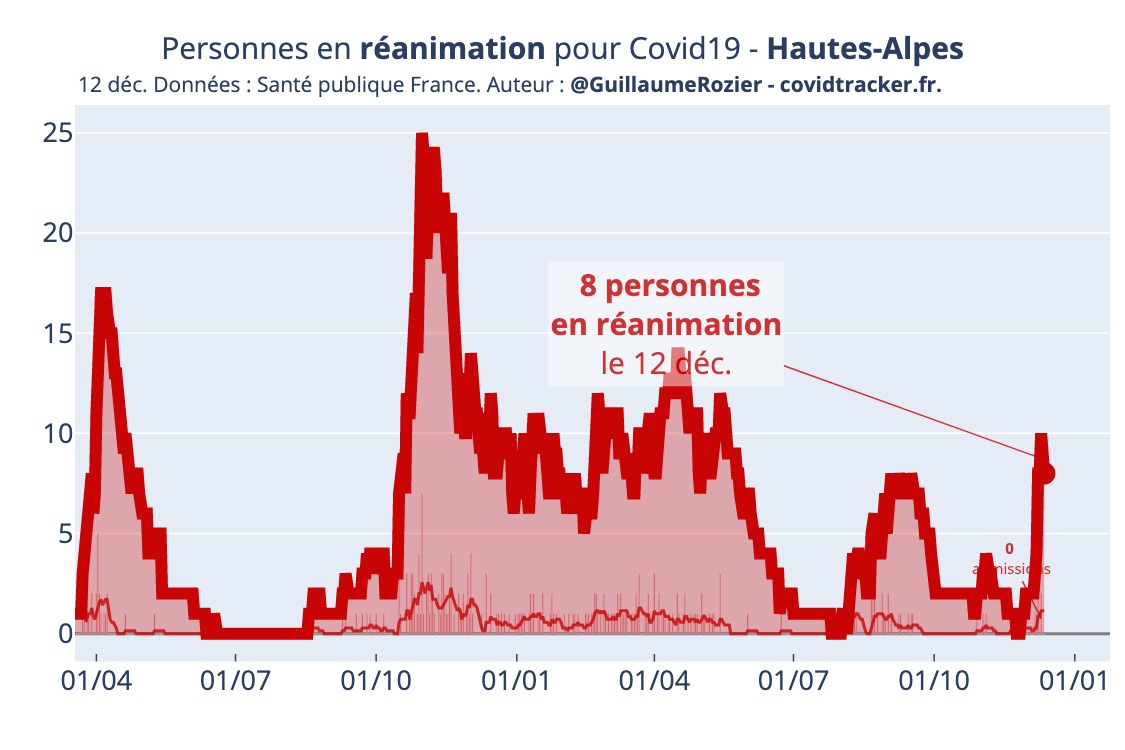 Personnes en réanimation pour Covid19 - Hautes-Alpes
12 déc. Données : Santé publique France. Auteur : @GuillaumeRozier - covidtracker.fr.
25
20
15
10
5
0
8 personnes
en réanimation
le 12 déc.
0
admissions
01/04 01/07 01/10 01/01 01/04 01/07 01/10 01/01